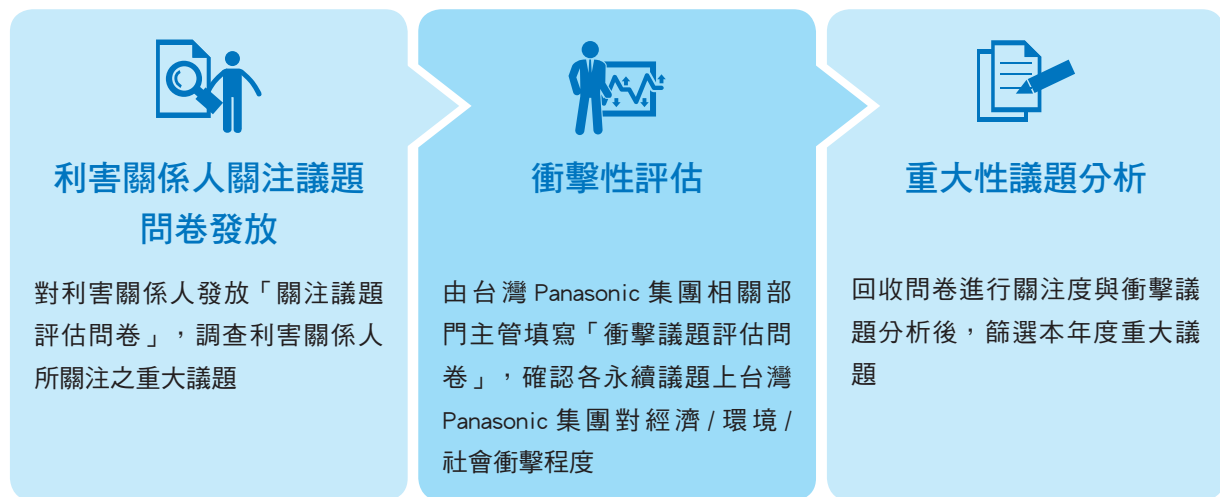 利害關係人關注議題
問卷發放
對利害關係人發放「關注議題
評估問卷」，調查利害關係人
所關注之重大議題
衝擊性評估
由台灣 Panasonic 集團相關部
門主管填寫「衝擊議題評估問
卷」，確認各永續議題上台灣
Panasonic 集團對經濟 / 環境 /
社會衝擊程度
重大性議題分析
回收問卷進行關注度與衝擊議
題分析後，篩選本年度重大議
題